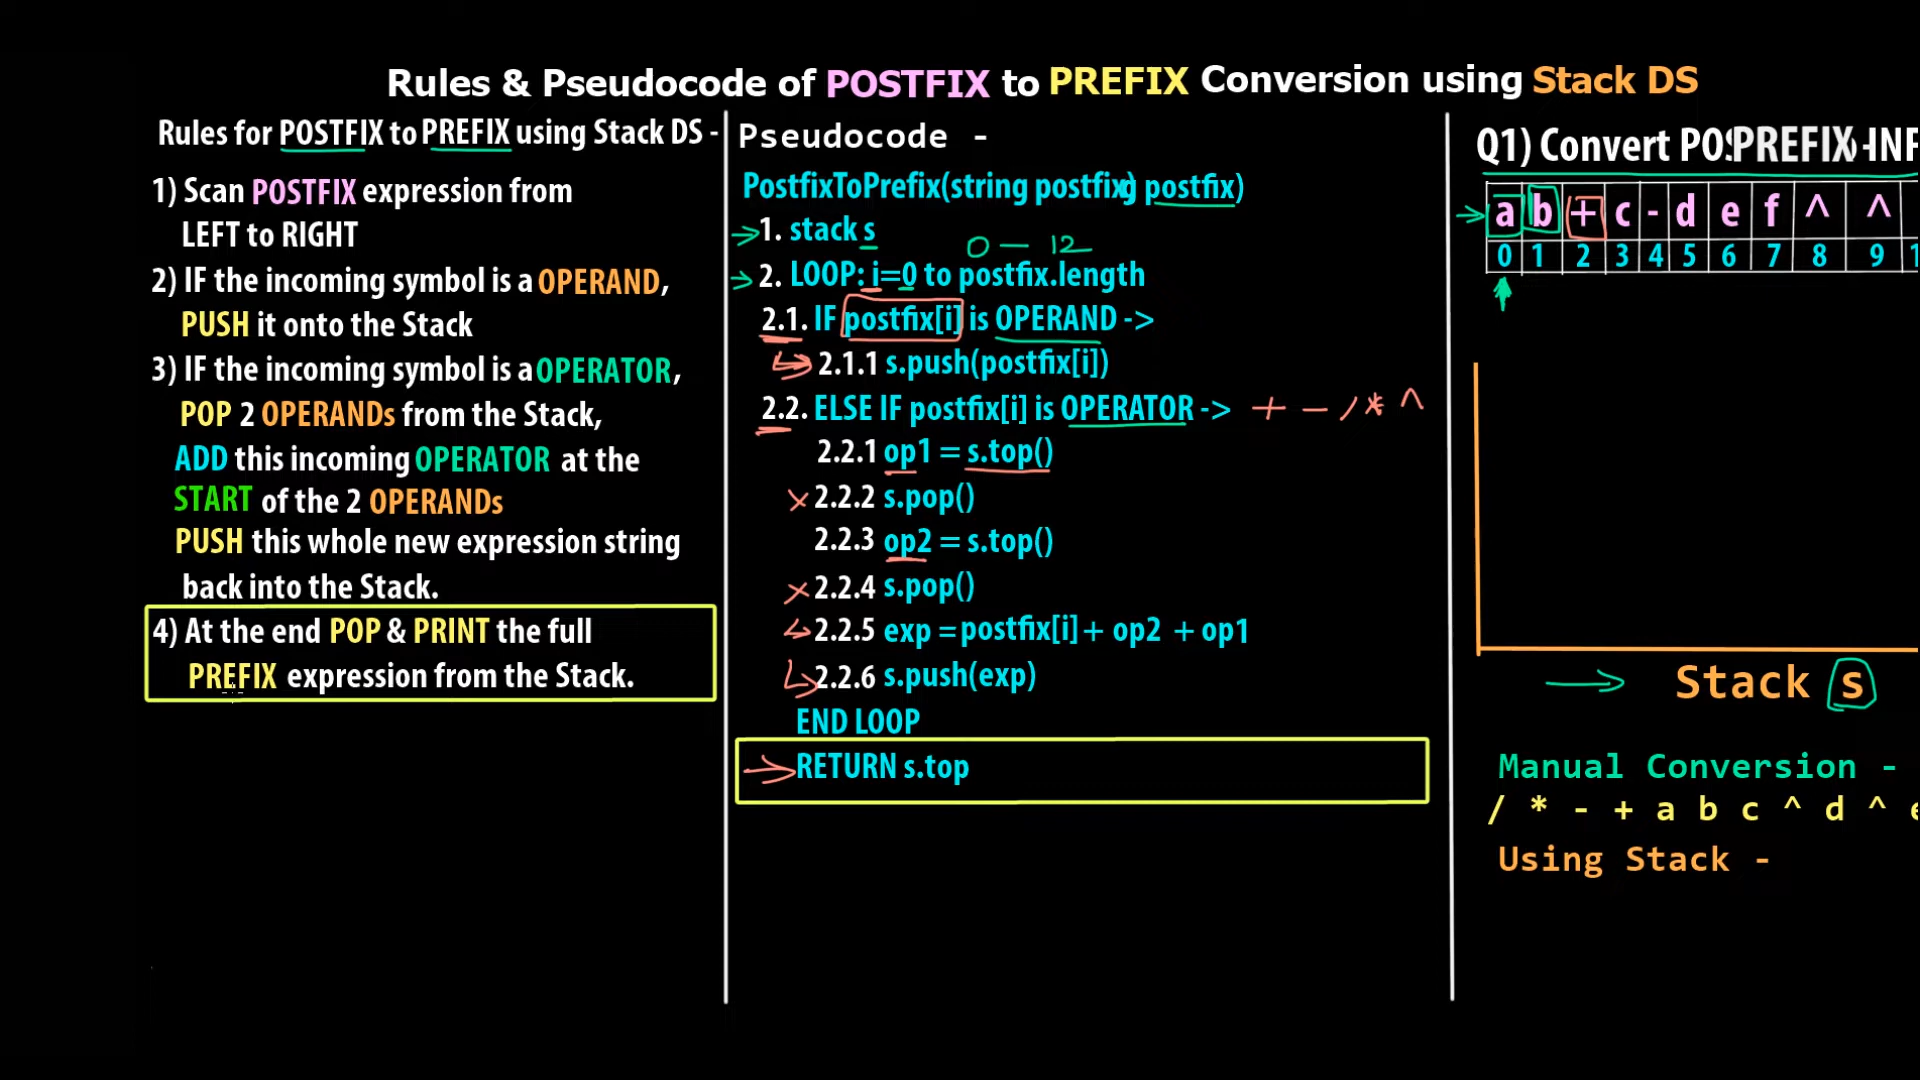 Rules & Pseudocode of POSTFIX to PREFIX Conversion using Stack DS
Rules for POSTFIX to PREFIX using Stack DS -
1) Scan POSTFIX expression from
LEFT to RIGHT
2) IF the incoming symbol is a OPERAND,
PUSH it onto the Stack
3) IF the incoming symbol is a OPERATOR,
POP 2 OPERANDs from the Stack,
ADD this incoming OPERATOR at the
START of the 2 OPERANDs
PUSH this whole new expression string
back into the Stack.
4) At the end POP & PRINT the full
PREFIX expression from the Stack.
Pseudocode -
PostfixToPrefix(string postfix) postfix)
1. stack s
0 — 12
2. LOOP: i=0 to postfix.length
2.1. IF postfix[i] is OPERAND ->
2.1.1 s.push(postfix[i])
2.2. ELSE IF postfix[i] is OPERATOR -> + - / * ^
2.2.1 op1 = s.top()
2.2.2 s.pop()
2.2.3 op2 = s.top()
2.2.4 s.pop()
2.2.5 exp = postfix[i] + op2 + op1
2.2.6 s.push(exp)
END LOOP
RETURN s.top
Q1) Convert PREFIX
a b + c - d e f ^ ^
0 1 2 3 4 5 6 7 8 9 1
Stack s
Manual Conversion -
/ * - + a b c ^ d ^ e
Using Stack -